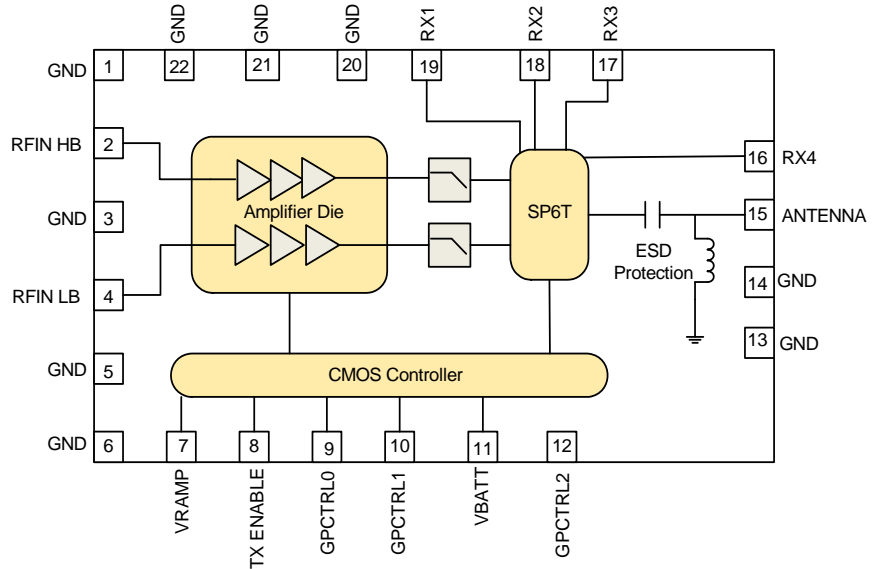 GND
GND
GND
RX1
RX2
RX3
22
21
20
19
18
17
GND
1
RFIN HB
2
GND
3
RFIN LB
4
GND
5
GND
6
Amplifier Die
SP6T
16
RX4
15
ANTENNA
ESD
Protection
14
GND
13
GND
CMOS Controller
7
8
9
10
11
12
VRAMP
TX ENABLE
GPCTRL0
GPCTRL1
VBATT
GPCTRL2